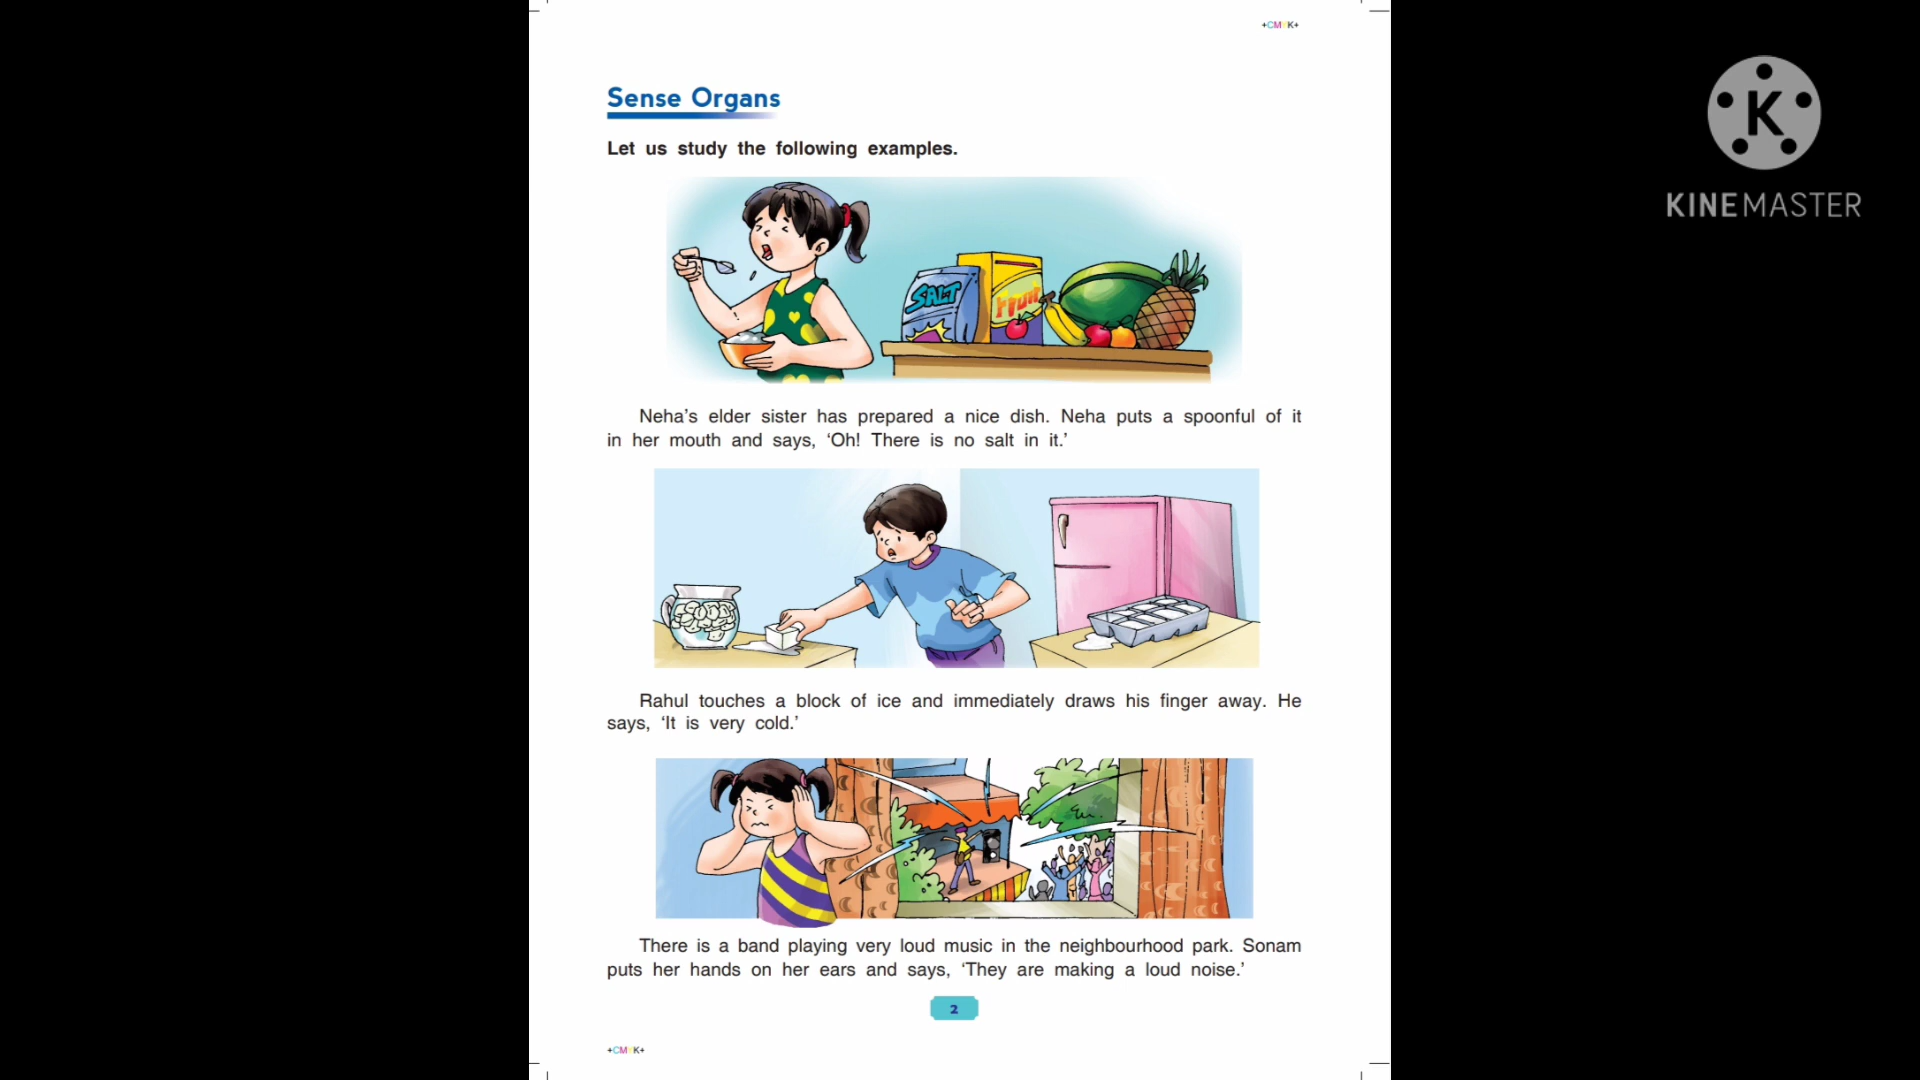 +CMYK+
Sense Organs
Let us study the following examples.
SALT
Fruit
Neha’s elder sister has prepared a nice dish. Neha puts a spoonful of it
in her mouth and says, ‘Oh! There is no salt in it.’
Rahul touches a block of ice and immediately draws his finger away. He
says, ‘It is very cold.’
There is a band playing very loud music in the neighbourhood park. Sonam
puts her hands on her ears and says, ‘They are making a loud noise.’
2
+CMYK+
K
KINEMASTER